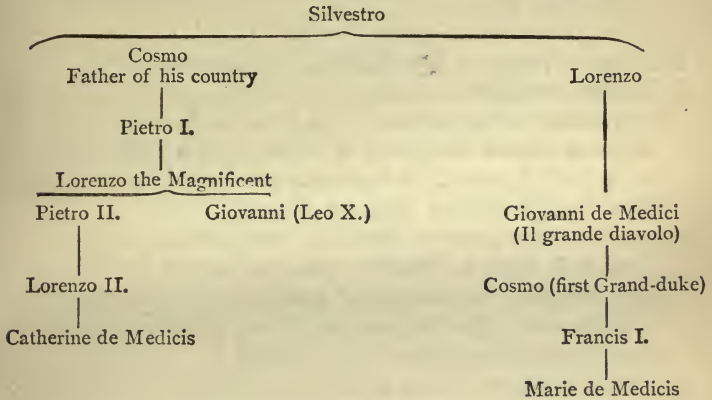 Silvestro
Cosmo
Father of his country
Lorenzo
Pietro I.
Lorenzo the Magnificent
Pietro II.
Giovanni (Leo X.)
Giovanni de Medici
(Il grande diavolo)
Lorenzo II.
Cosmo (first Grand-duke)
Catherine de Medicis
Francis I.
Marie de Medicis